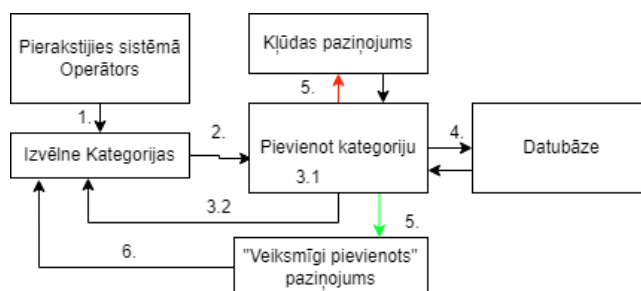 Pierakstijies sistēmā
Operātors
Kļūdas paziņojums
1.
5.
Izvēlne Kategorijas
2.
Pievienot kategoriju
3.1
4.
Datubāze
3.2
5.
6.
"Veiksmīgi pievienots"
paziņojums